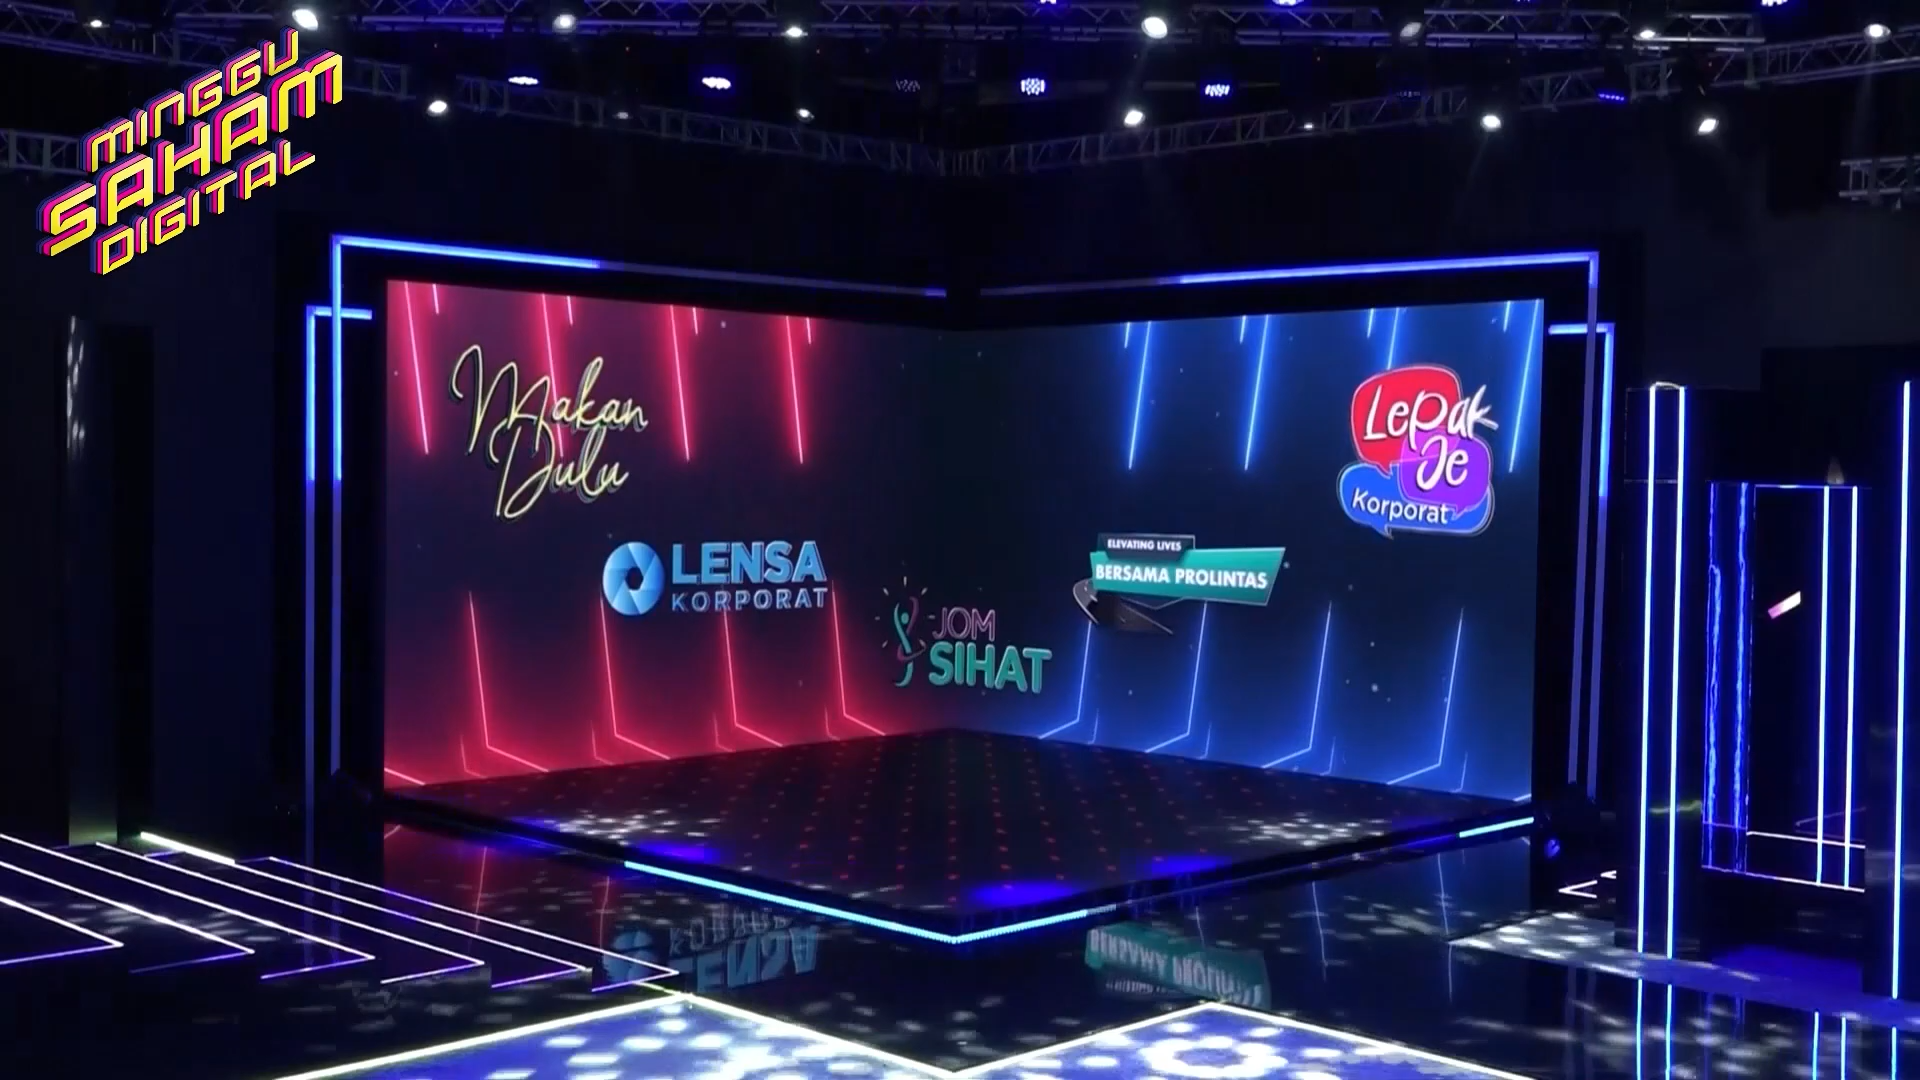 MINGGU
SAHAM
DIGITAL
Makan
Dulu
LENSA
KORPORAT
JOM
SIHAT
ELEVATING LIVES
BERSAMA PROLINTAS
Lepak
Je
Korporat